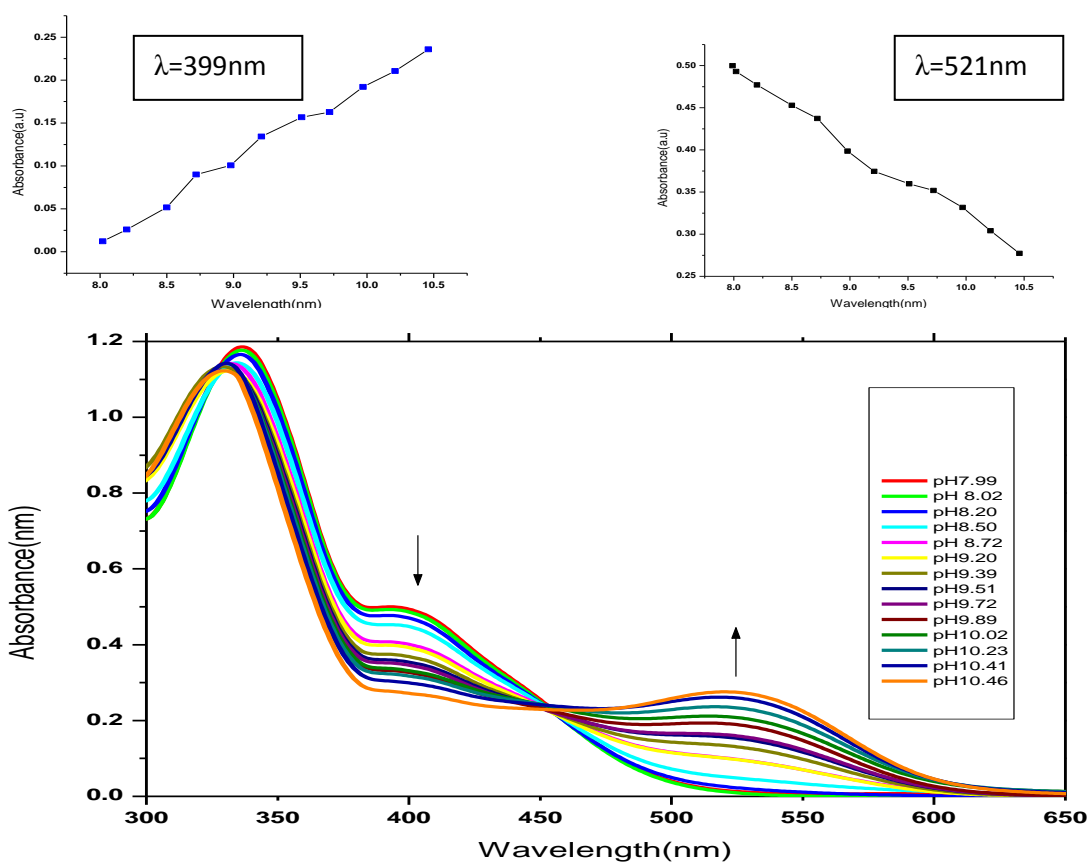 λ=399nm
Absorbance(a.u)
0.25
0.20
0.15
0.10
0.05
0.00
8.0 8.5 9.0 9.5 10.0 10.5
Wavelength(nm)
λ=521nm
Absorbance(a.u)
0.50
0.45
0.40
0.35
0.30
0.25
8.0 8.5 9.0 9.5 10.0 10.5
Wavelength(nm)
Absorbance(nm)
1.2
1.0
0.8
0.6
0.4
0.2
0.0
300 350 400 450 500 550 600 650
Wavelength(nm)
pH7.99
pH 8.02
pH8.20
pH8.50
pH 8.72
pH9.20
pH9.39
pH9.51
pH9.72
pH9.89
pH10.02
pH10.23
pH10.41
pH10.46